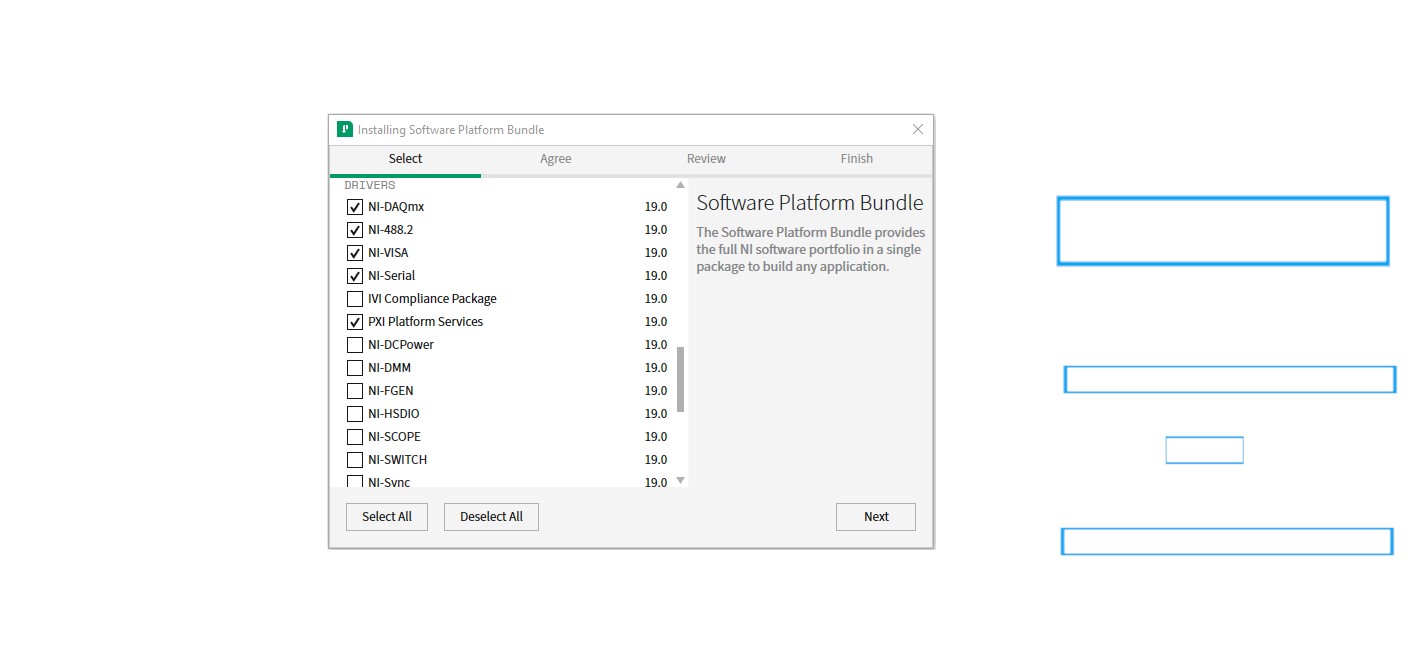 Installing Software Platform Bundle
Select Agree Review Finish
DRIVERS
NI-DAQmx 19.0
NI-488.2 19.0
NI-VISA 19.0
NI-Serial 19.0
IVI Compliance Package 19.0
PXI Platform Services 19.0
NI-DCPower 19.0
NI-DMM 19.0
NI-FGEN 19.0
NI-HSDIO 19.0
NI-SCOPE 19.0
NI-SWITCH 19.0
NI-Sync 19.0
Software Platform Bundle
The Software Platform Bundle provides
the full NI software portfolio in a single
package to build any application.
Select All Deselect All Next